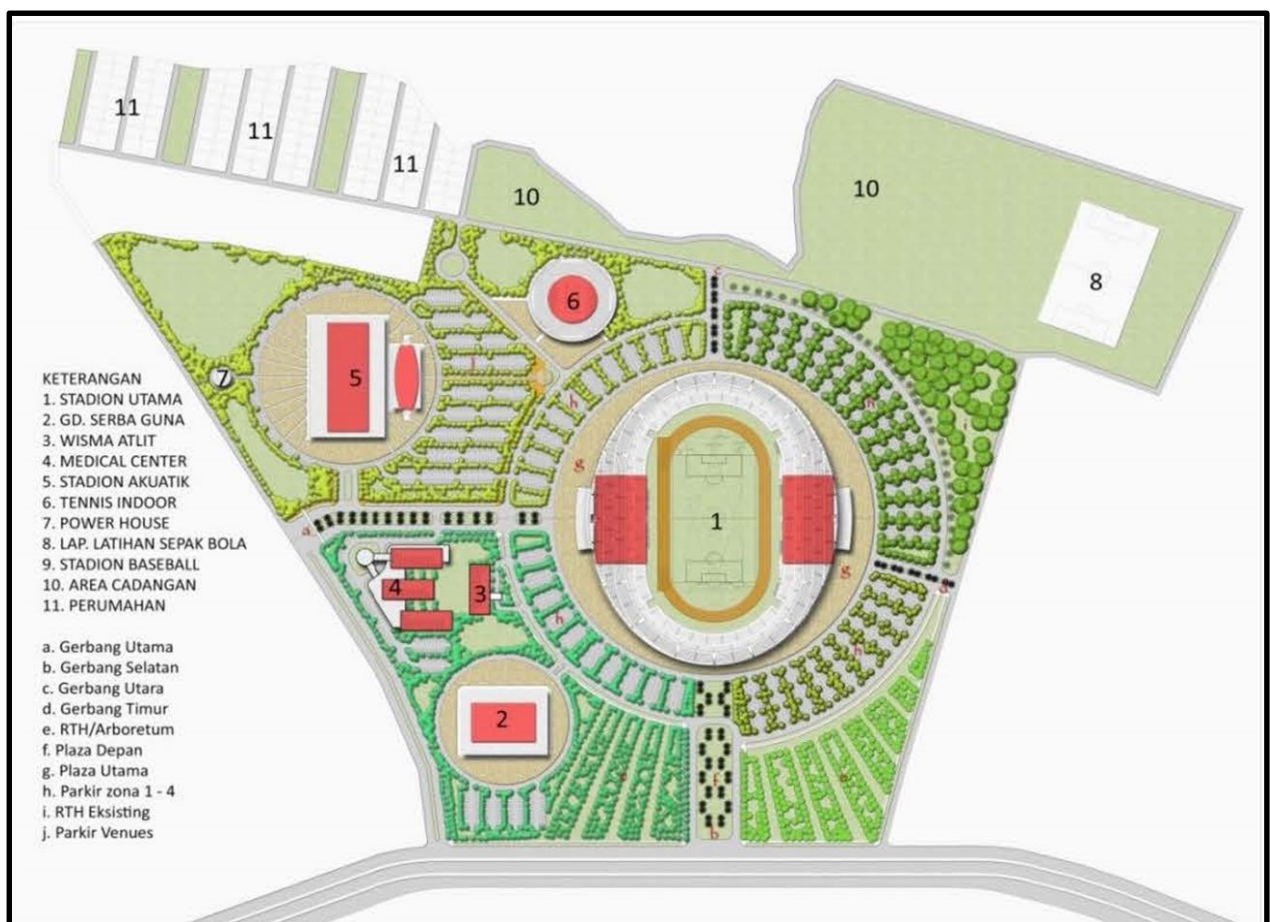 11
11
11
10
10
8
c
6
7
5
j
h
h
KETERANGAN
1. STADION UTAMA
2. GD. SERBA GUNA
3. WISMA ATLIT
4. MEDICAL CENTER
5. STADION AKUATIK
6. TENNIS INDOOR
7. POWER HOUSE
8. LAP. LATIHAN SEPAK BOLA
9. STADION BASEBALL
10. AREA CADANGAN
11. PERUMAHAN
a. Gerbang Utama
b. Gerbang Selatan
c. Gerbang Utara
d. Gerbang Timur
e. RTH/Arboretum
f. Plaza Depan
g. Plaza Utama
h. Parkir zona 1 - 4
i. RTH Eksisting
j. Parkir Venues
g
1
a
g
4
3
h
h
2
e
f
e
b